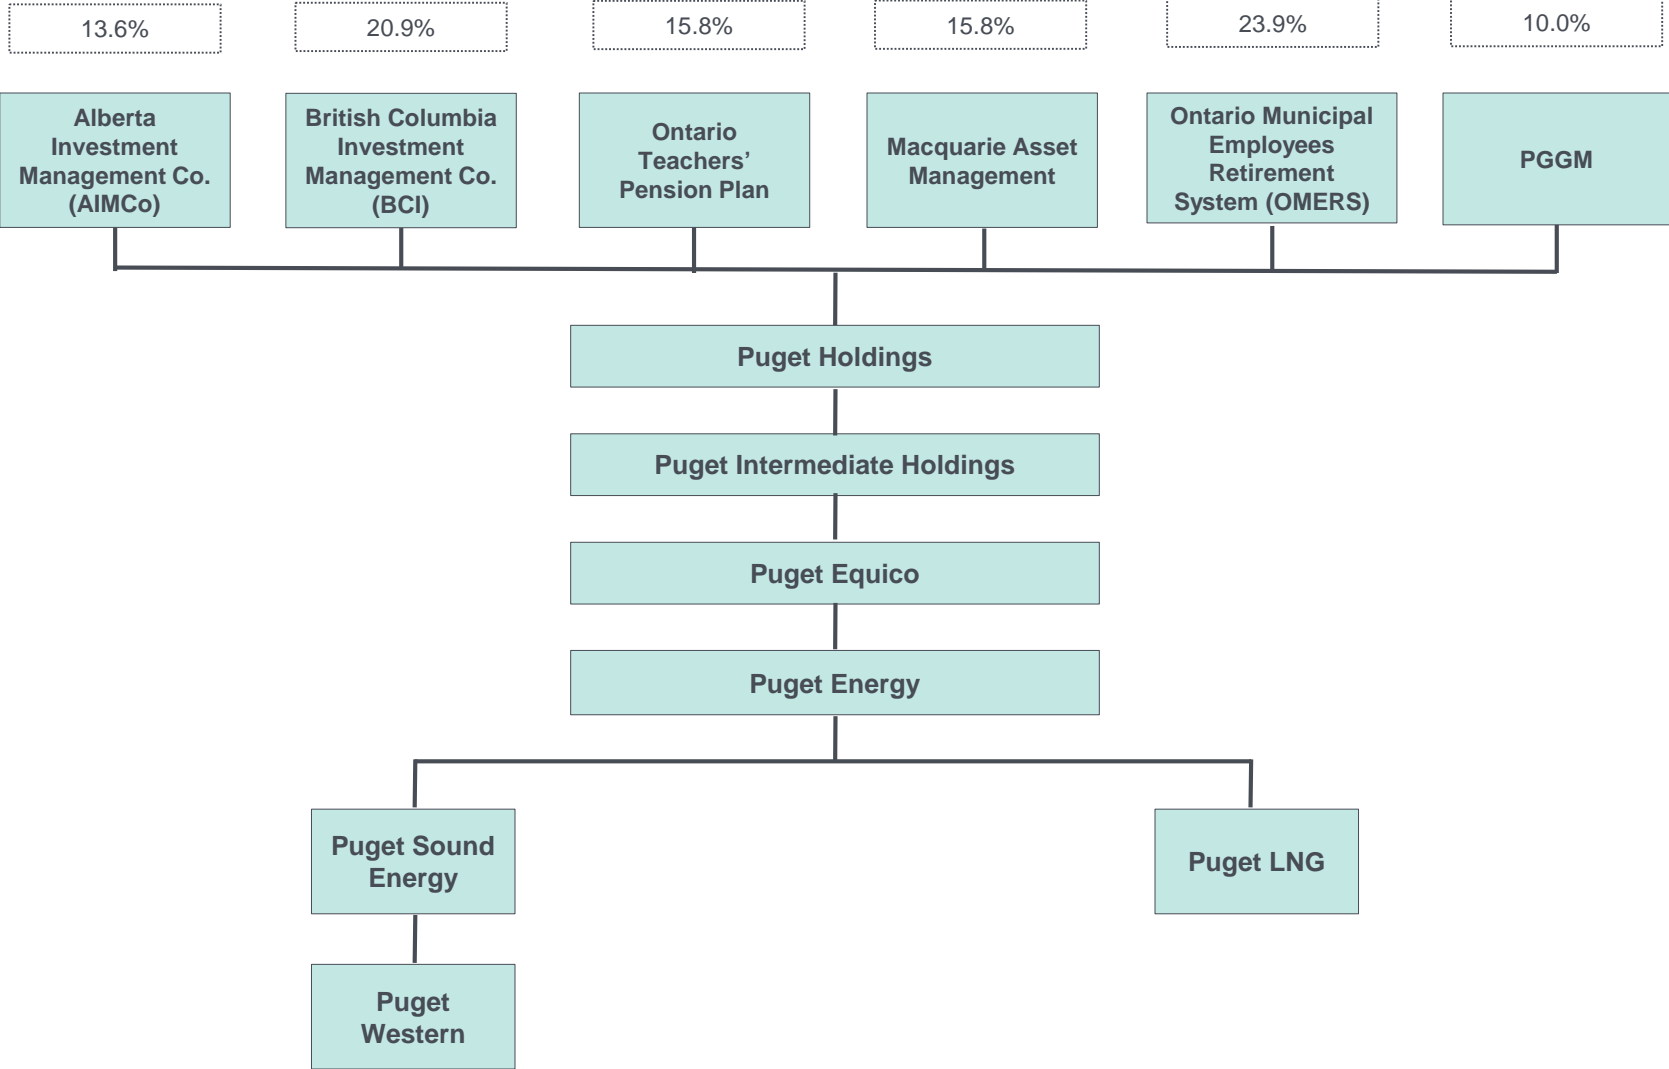 13.6%
20.9%
15.8%
15.8%
23.9%
10.0%
Alberta
Investment
Management Co.
(AIMCo)
British Columbia
Investment
Management Co.
(BCI)
Ontario
Teachers’
Pension Plan
Macquarie Asset
Management
Ontario Municipal
Employees
Retirement
System (OMERS)
PGGM
Puget Holdings
Puget Intermediate Holdings
Puget Equico
Puget Energy
Puget Sound
Energy
Puget LNG
Puget
Western